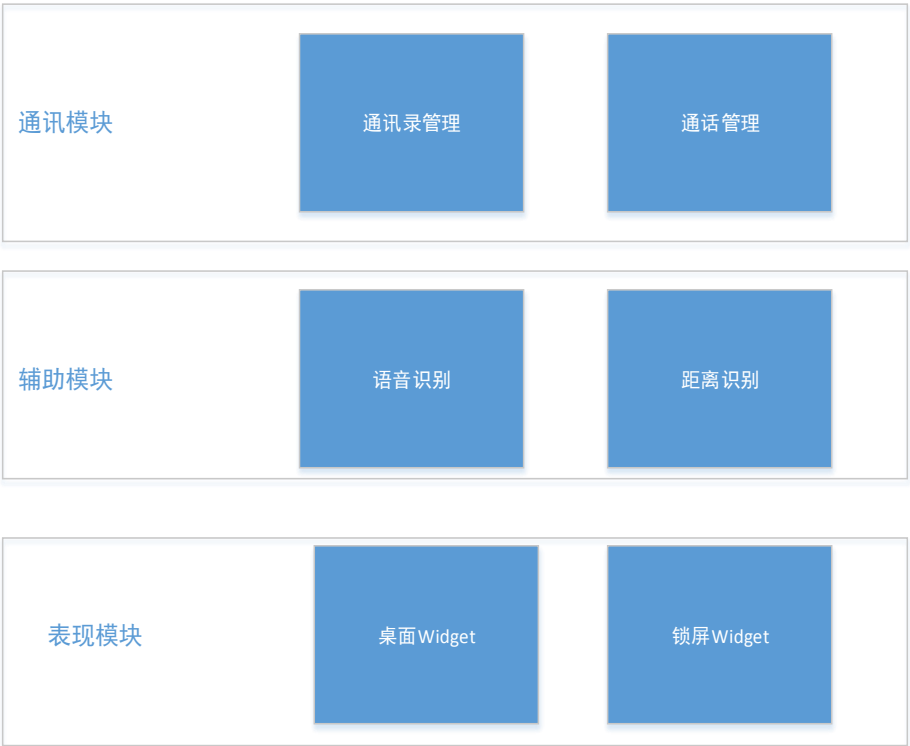 通讯模块
通讯录管理
通话管理
辅助模块
语音识别
距离识别
表现模块
桌面Widget
锁屏Widget